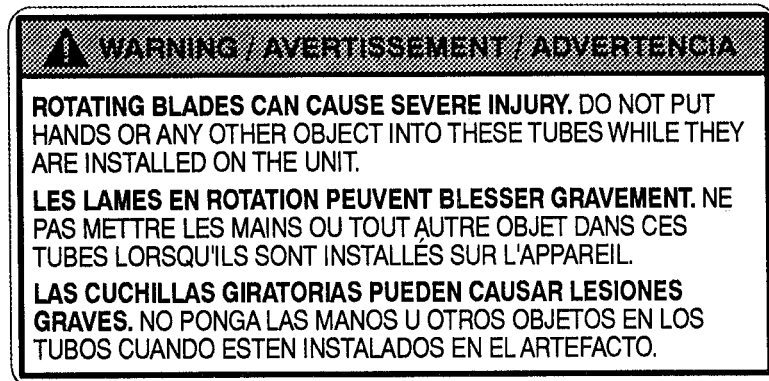 WARNING / AVERTISSEMENT / ADVERTENCIA
ROTATING BLADES CAN CAUSE SEVERE INJURY. DO NOT PUT
HANDS OR ANY OTHER OBJECT INTO THESE TUBES WHILE THEY
ARE INSTALLED ON THE UNIT.
LES LAMES EN ROTATION PEUVENT BLESSER GRAVEMENT. NE
PAS METTRE LES MAINS OU TOUT AUTRE OBJET DANS CES
TUBES LORSQU'ILS SONT INSTALLÉS SUR L'APPAREIL.
LAS CUCHILLAS GIRATORIAS PUEDEN CAUSAR LESIONES
GRAVES. NO PONGA LAS MANOS U OTROS OBJETOS EN LOS
TUBOS CUANDO ESTEN INSTALADOS EN EL ARTEFACTO.